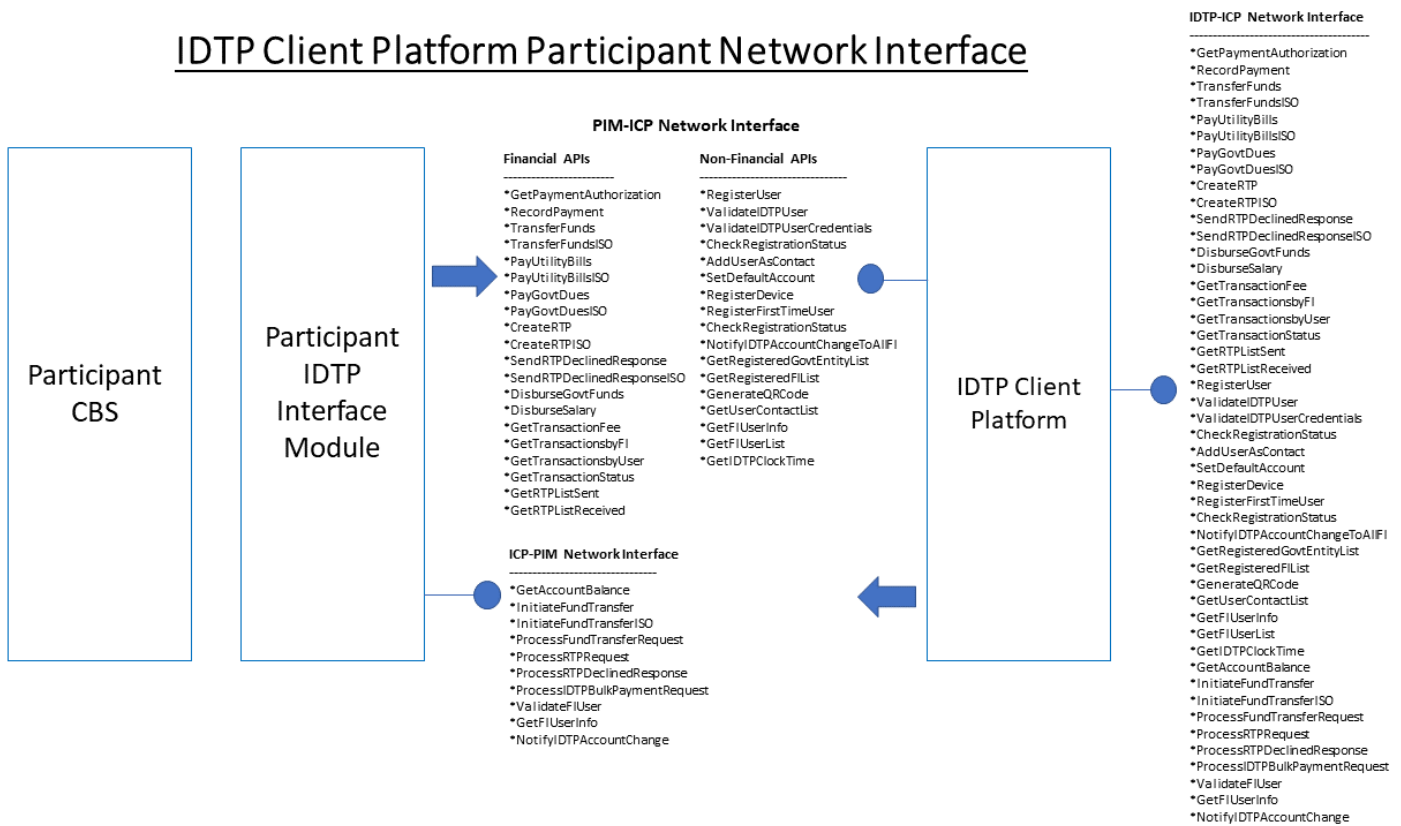 IDTP Client Platform Participant Network Interface
Participant
CBS
Participant
IDTP
Interface
Module
PIM-ICP Network Interface
Financial APIs
------------------------
*GetPaymentAuthorization
*RecordPayment
*TransferFunds
*TransferFundsISO
*PayUtilityBills
*PayUtilityBillsISO
*PayGovtDues
*PayGovtDuesISO
*CreateRTP
*CreateRTPISO
*SendRTPDeclinedResponse
*SendRTPDeclinedResponseISO
*DisburseGovtFunds
*DisburseSalary
*GetTransactionFee
*GetTransactionsbyFI
*GetTransactionsbyUser
*GetTransactionStatus
*GetRTPListSent
*GetRTPListReceived
Non-Financial APIs
--------------------------------
*RegisterUser
*ValidateIDTPUser
*ValidateIDTPUserCredentials
*CheckRegistrationStatus
*AddUserAsContact
*SetDefaultAccount
*RegisterDevice
*RegisterFirstTimeUser
*CheckRegistrationStatus
*NotifyIDTPAccountChangeToAllFI
*GetRegisteredGovtEntityList
*GetRegisteredFIList
*GenerateQRCode
*GetUserContactList
*GetFIUserInfo
*GetFIUserList
*GetIDTPClockTime
ICP-PIM Network Interface
--------------------------------
*GetAccountBalance
*InitiateFundTransfer
*InitiateFundTransferISO
*ProcessFundTransferRequest
*ProcessRTPRequest
*ProcessRTPDeclinedResponse
*ProcessIDTPBulkPaymentRequest
*ValidateFIUser
*GetFIUserInfo
*NotifyIDTPAccountChange
IDTP Client
Platform
IDTP-ICP Network Interface
---------------------------------------
*GetPaymentAuthorization
*RecordPayment
*TransferFunds
*TransferFundsISO
*PayUtilityBills
*PayUtilityBillsISO
*PayGovtDues
*PayGovtDuesISO
*CreateRTP
*CreateRTPISO
*SendRTPDeclinedResponse
*SendRTPDeclinedResponseISO
*DisburseGovtFunds
*DisburseSalary
*GetTransactionFee
*GetTransactionsbyFI
*GetTransactionsbyUser
*GetTransactionStatus
*GetRTPListSent
*GetRTPListReceived
*RegisterUser
*ValidateIDTPUser
*ValidateIDTPUserCredentials
*CheckRegistrationStatus
*AddUserAsContact
*SetDefaultAccount
*RegisterDevice
*RegisterFirstTimeUser
*CheckRegistrationStatus
*NotifyIDTPAccountChangeToAllFI
*GetRegisteredGovtEntityList
*GetRegisteredFIList
*GenerateQRCode
*GetUserContactList
*GetFIUserInfo
*GetFIUserList
*GetIDTPClockTime
*GetAccountBalance
*InitiateFundTransfer
*InitiateFundTransferISO
*ProcessFundTransferRequest
*ProcessRTPRequest
*ProcessRTPDeclinedResponse
*ProcessIDTPBulkPaymentRequest
*ValidateFIUser
*GetFIUserInfo
*NotifyIDTPAccountChange